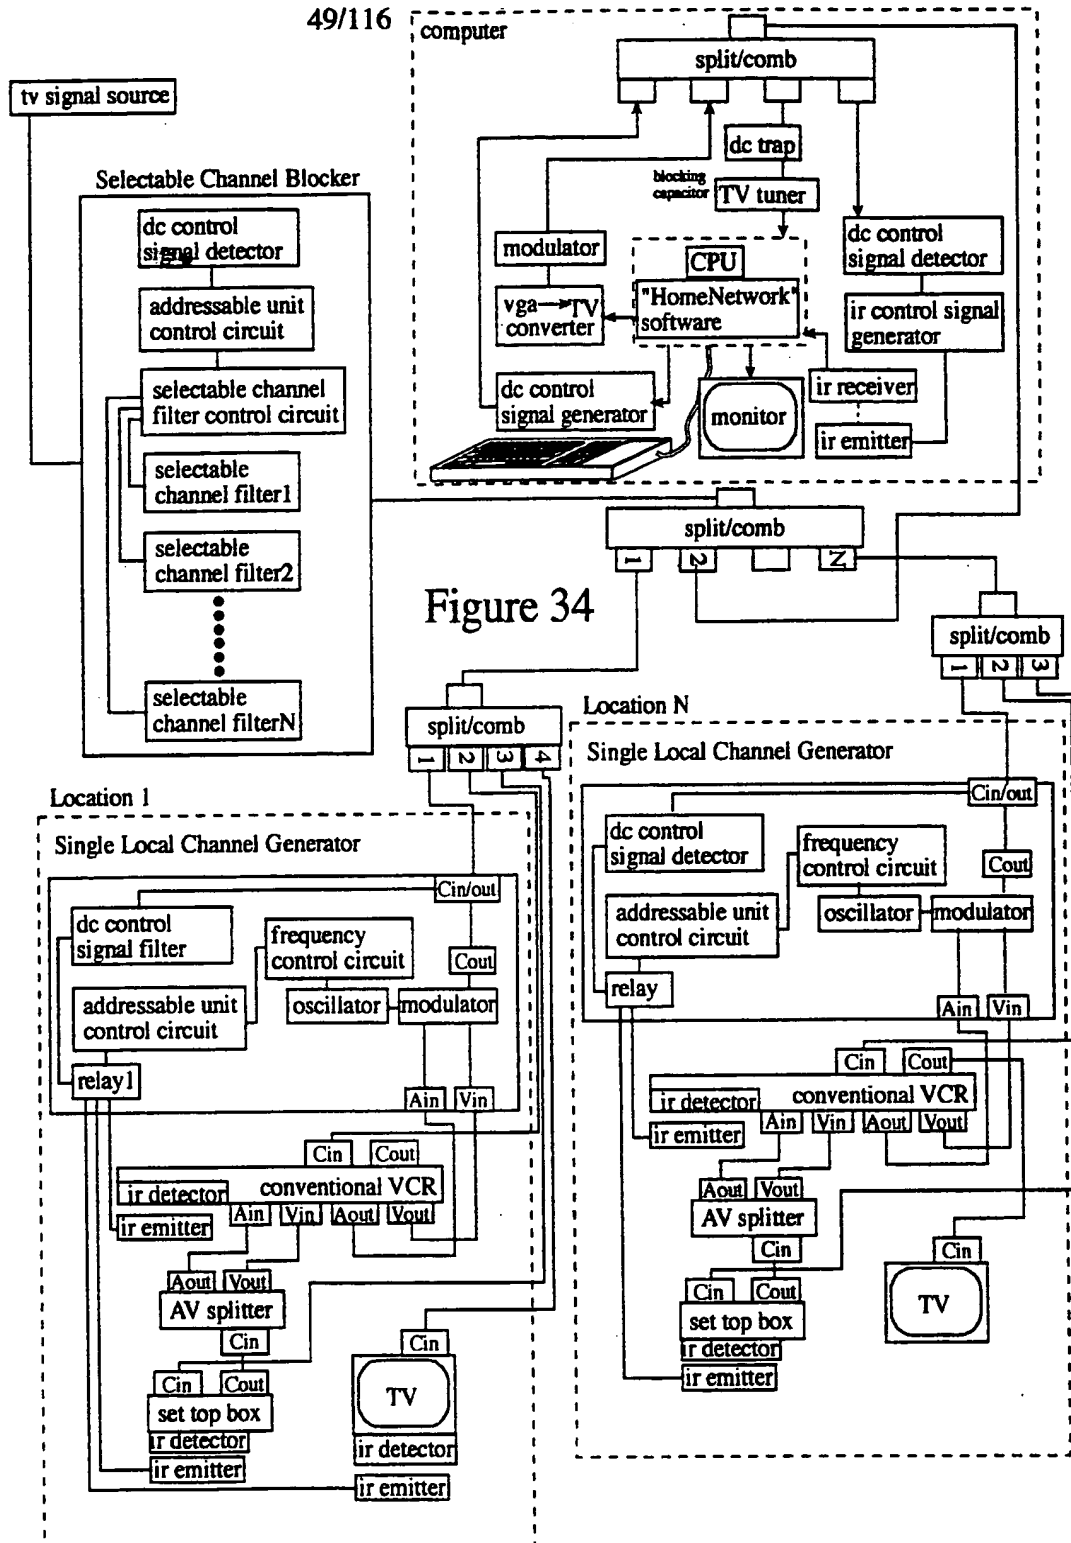 49/116
computer
split/comb
tv signal source
dc trap
blocking
capacitor
TV tuner
Selectable Channel Blocker
dc control
signal detector
addressable unit
control circuit
selectable channel
filter control circuit
selectable
channel filter1
selectable
channel filter2
selectable
channel filterN
modulator
vga→TV
converter
CPU
"HomeNetwork"
software
dc control
signal detector
ir control signal
generator
dc control
signal generator
monitor
ir receiver
ir emitter
split/comb
1
2
N
Figure 34
split/comb
1
2
3
split/comb
1
2
3
4
Location 1
Single Local Channel Generator
Cin/out
dc control
signal filter
frequency
control circuit
Cout
addressable unit
control circuit
oscillator
modulator
relay1
Ain
Vin
Cin
Cout
ir detector
conventional VCR
ir emitter
Ain
Vin
Aout
Vout
Aout
Vout
AV splitter
Cin
Cin
Cout
set top box
ir detector
ir emitter
Cin
TV
ir detector
ir emitter
Location N
Single Local Channel Generator
Cin/out
dc control
signal detector
frequency
control circuit
Cout
addressable unit
control circuit
oscillator
modulator
relay
Ain
Vin
Cin
Cout
ir detector
conventional VCR
ir emitter
Ain
Vin
Aout
Vout
Aout
Vout
AV splitter
Cin
Cin
Cout
set top box
ir detector
ir emitter
Cin
TV